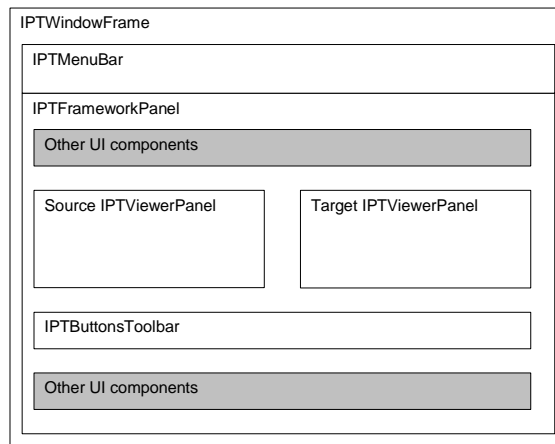 IPTWindowFrame
IPTMenuBar
IPTFrameworkPanel
Other UI components
Source IPTViewerPanel
Target IPTViewerPanel
IPTButtonsToolbar
Other UI components